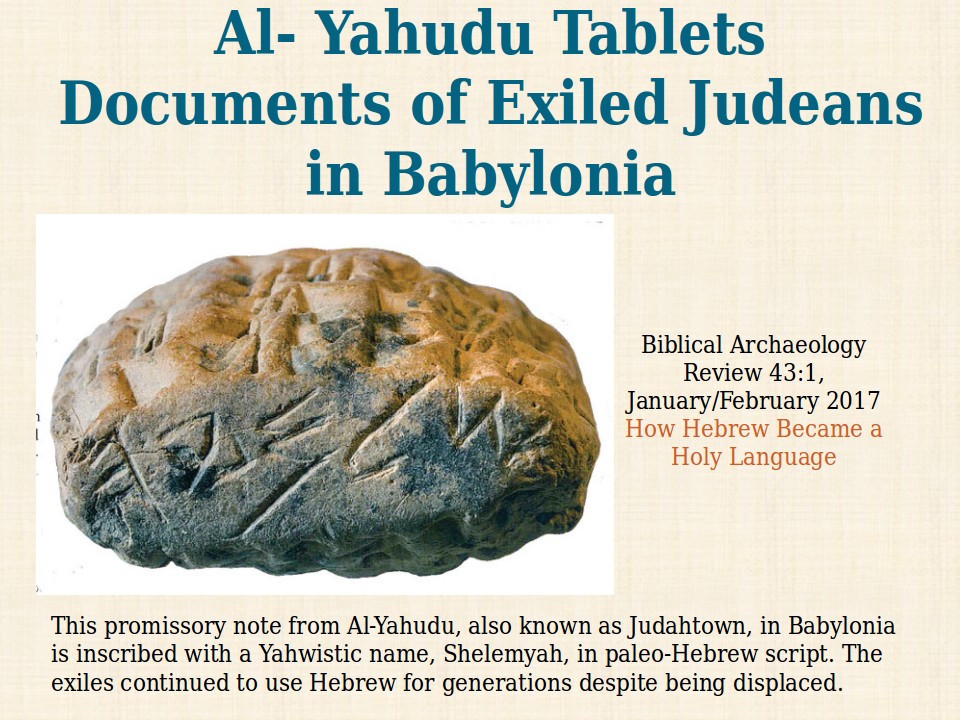 Al- Yahudu Tablets
Documents of Exiled Judeans
in Babylonia
Biblical Archaeology
Review 43:1,
January/February 2017
How Hebrew Became a
Holy Language
This promissory note from Al-Yahudu, also known as Judahtown, in Babylonia
is inscribed with a Yahwistic name, Shelemyah, in paleo-Hebrew script. The
exiles continued to use Hebrew for generations despite being displaced.